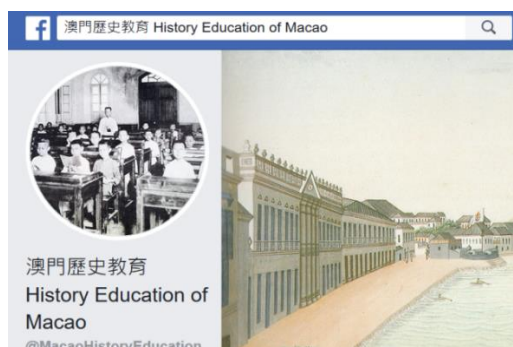 f 澳門歷史教育 History Education of Macao
澳門歷史教育
History Education of
Macao
@MacaoHistoryEducation